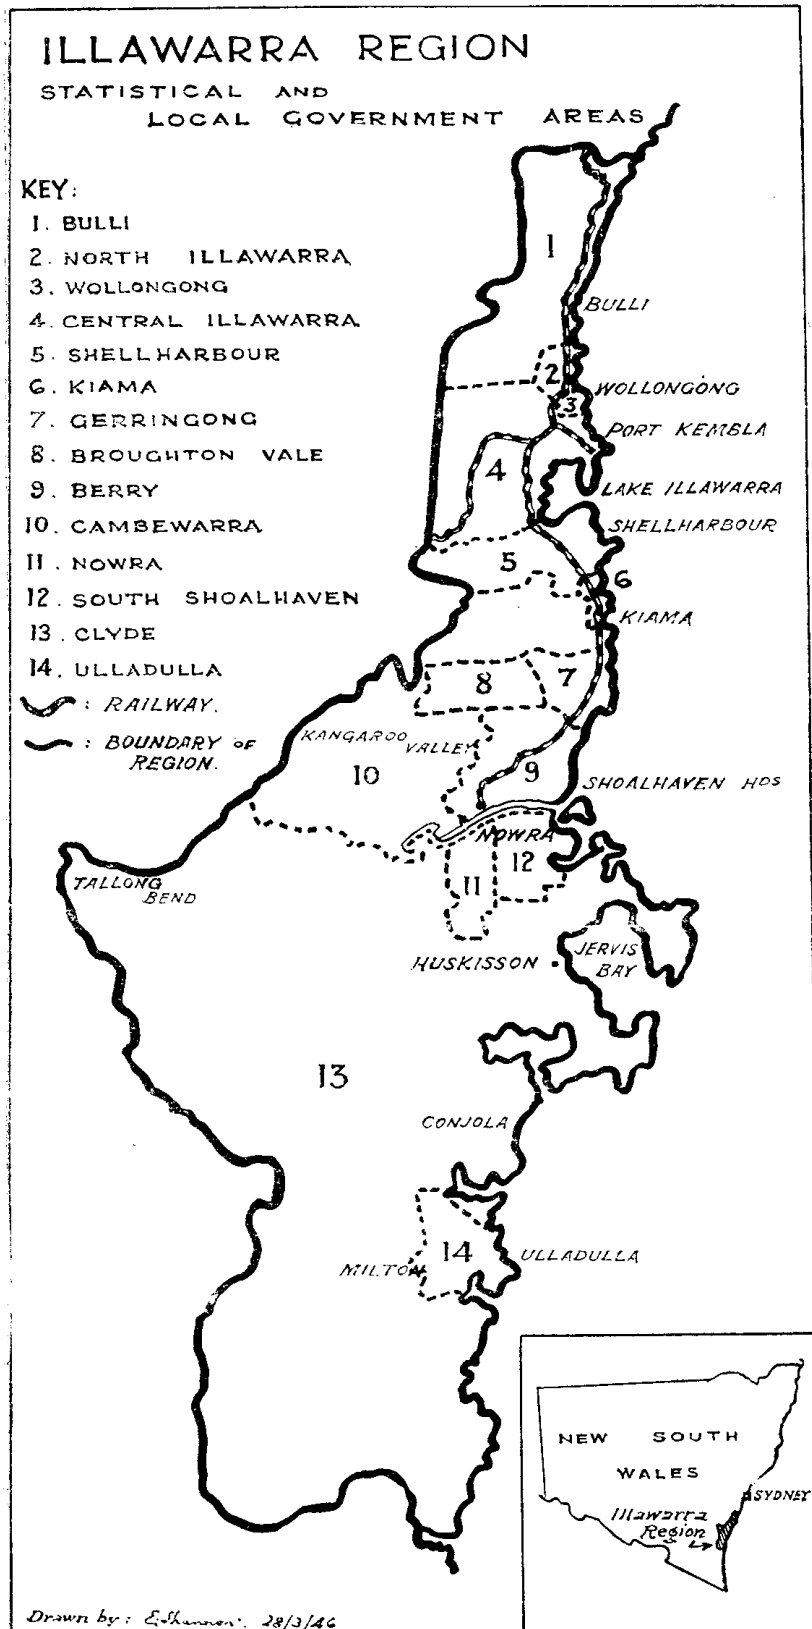 ILLAWARRA REGION
STATISTICAL AND
LOCAL GOVERNMENT AREAS
KEY:
1. BULLI
2. NORTH ILLAWARRA
3. WOLLONGONG
4. CENTRAL ILLAWARRA
5. SHELLHARBOUR
6. KIAMA
7. GERRINGONG
8. BROUGHTON VALE
9. BERRY
10. CAMBEWARRA
11. NOWRA
12. SOUTH SHOALHAVEN
13. CLYDE
14. ULLADULLA
: RAILWAY.
: BOUNDARY OF
REGION.
1
BULLI
2
WOLLONGONG
3
PORT KEMBLA
4
LAKE ILLAWARRA
SHELLHARBOUR
5
6
KIAMA
7
8
KANGAROO VALLEY
9
10
SHOALHAVEN HDS
NOWRA
12
11
TALLONG
BEND
JERVIS
BAY
HUSKISSON
13
CONJOLA
14
ULLADULLA
MILTON
NEW SOUTH
WALES
SYDNEY
Illawarra
Region
Drawn by: E. Shannon. 28/3/46